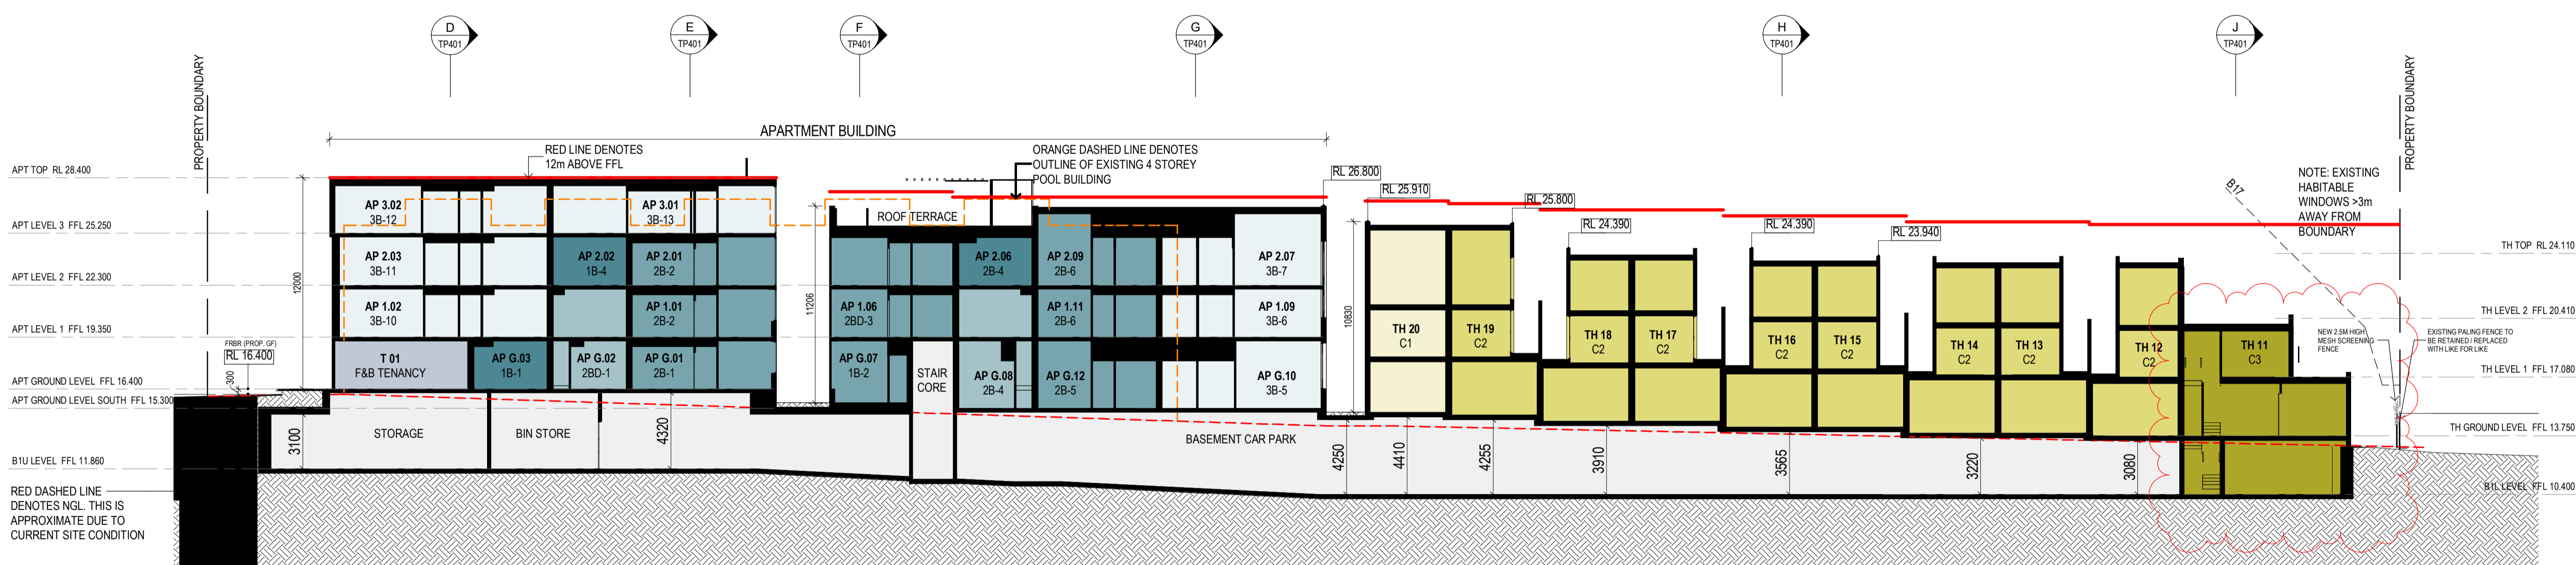 D
TP401
E
TP401
F
TP401
G
TP401
H
TP401
J
TP401
PROPERTY BOUNDARY
PROPERTY BOUNDARY
APARTMENT BUILDING
RED LINE DENOTES
12m ABOVE FFL
ORANGE DASHED LINE DENOTES
OUTLINE OF EXISTING 4 STOREY
POOL BUILDING
RL 26.800
RL 25.910
RL 25.800
RL 24.390
RL 24.390
RL 23.940
B17
NOTE: EXISTING
HABITABLE
WINDOWS >3m
AWAY FROM
BOUNDARY
APT TOP RL 28.400
APT LEVEL 3 FFL 25.250
APT LEVEL 2 FFL 22.300
APT LEVEL 1 FFL 19.350
FRBR (PROP. GF)
RL 16.400
300
APT GROUND LEVEL FFL 16.400
APT GROUND LEVEL SOUTH FFL 15.300
B1U LEVEL FFL 11.860
RED DASHED LINE
DENOTES NGL. THIS IS
APPROXIMATE DUE TO
CURRENT SITE CONDITION
12000
11206
10830
AP 3.02
3B-12
AP 3.01
3B-13
ROOF TERRACE
AP 2.03
3B-11
AP 2.02
1B-4
AP 2.01
2B-2
AP 2.06
2B-4
AP 2.09
2B-6
AP 2.07
3B-7
AP 1.02
3B-10
AP 1.01
2B-2
AP 1.06
2BD-3
AP 1.11
2B-6
AP 1.09
3B-6
T 01
F&B TENANCY
AP G.03
1B-1
AP G.02
2BD-1
AP G.01
2B-1
AP G.07
1B-2
STAIR
CORE
AP G.08
2B-4
AP G.12
2B-5
AP G.10
3B-5
TH 20
C1
TH 19
C2
TH 18
C2
TH 17
C2
TH 16
C2
TH 15
C2
TH 14
C2
TH 13
C2
TH 12
C2
TH 11
C3
NEW 2.5M HIGH
MESH SCREENING
FENCE
EXISTING PALING FENCE TO
BE RETAINED / REPLACED
WITH LIKE FOR LIKE
TH TOP RL 24.110
TH LEVEL 2 FFL 20.410
TH LEVEL 1 FFL 17.080
TH GROUND LEVEL FFL 13.750
B1L LEVEL FFL 10.400
3100
STORAGE
BIN STORE
4320
BASEMENT CAR PARK
4250
4410
4255
3910
3565
3220
3080